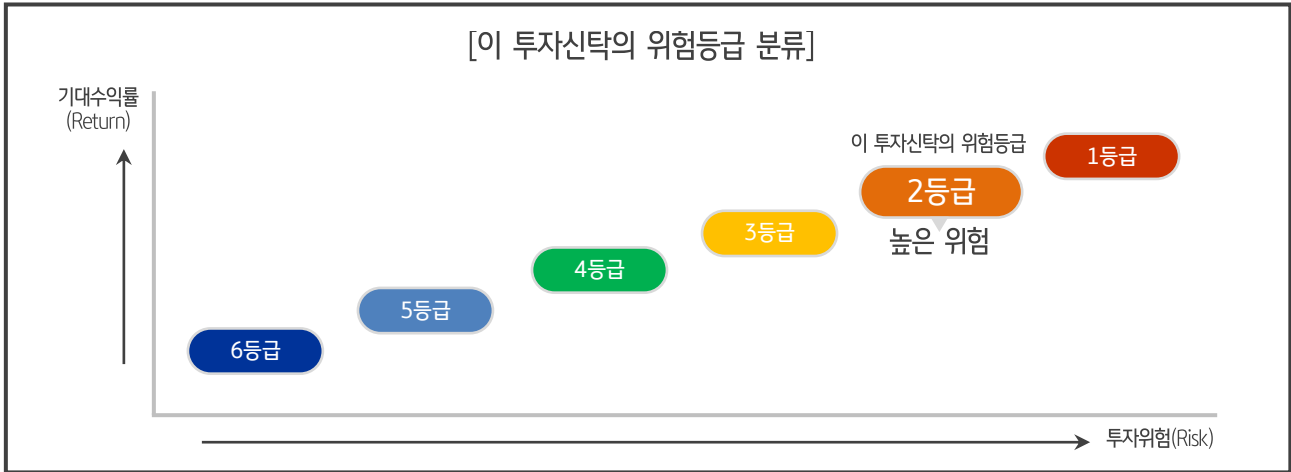 [이 투자신탁의 위험등급 분류]
기대수익률
(Return)
이 투자신탁의 위험등급
1등급
2등급
높은 위험
3등급
4등급
5등급
6등급
투자위험(Risk)